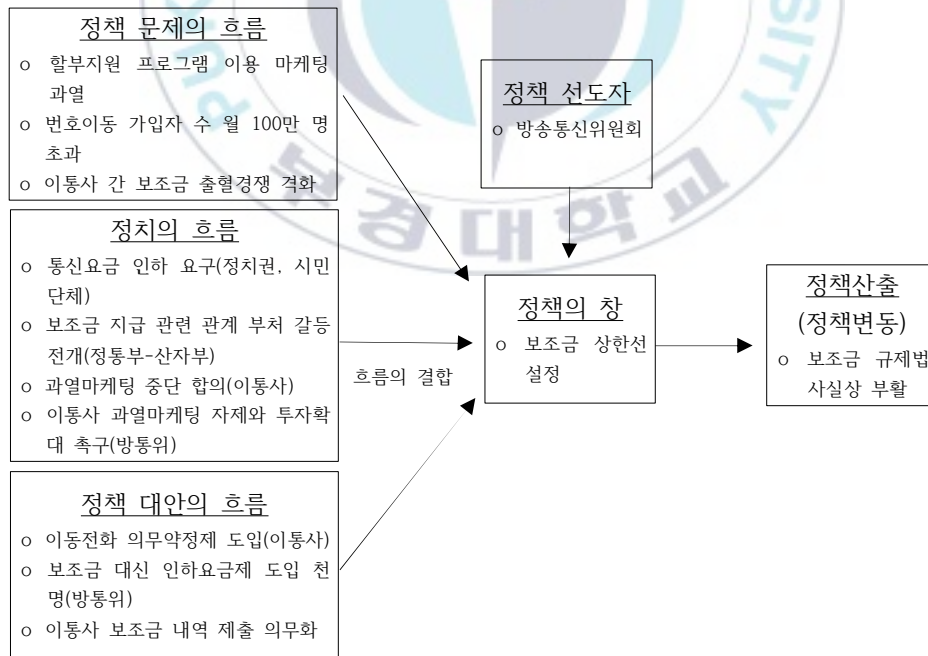 정책 문제의 흐름
o 할부지원 프로그램 이용 마케팅
과열
o 번호이동 가입자 수 월 100만 명
초과
o 이통사 간 보조금 출혈경쟁 격화
정치의 흐름
o 통신요금 인하 요구(정치권, 시민
단체)
o 보조금 지급 관련 관계 부처 갈등
전개(정통부-산자부)
o 과열마케팅 중단 합의(이통사)
o 이통사 과열마케팅 자제와 투자확
대 촉구(방통위)
정책 대안의 흐름
o 이동전화 의무약정제 도입(이통사)
o 보조금 대신 인하요금제 도입 천
명(방통위)
o 이통사 보조금 내역 제출 의무화
흐름의 결합
정책 선도자
o 방송통신위원회
정책의 창
o 보조금 상한선
설정
정책산출
(정책변동)
o 보조금 규제법
사실상 부활
부경대학교
PUK
SITY